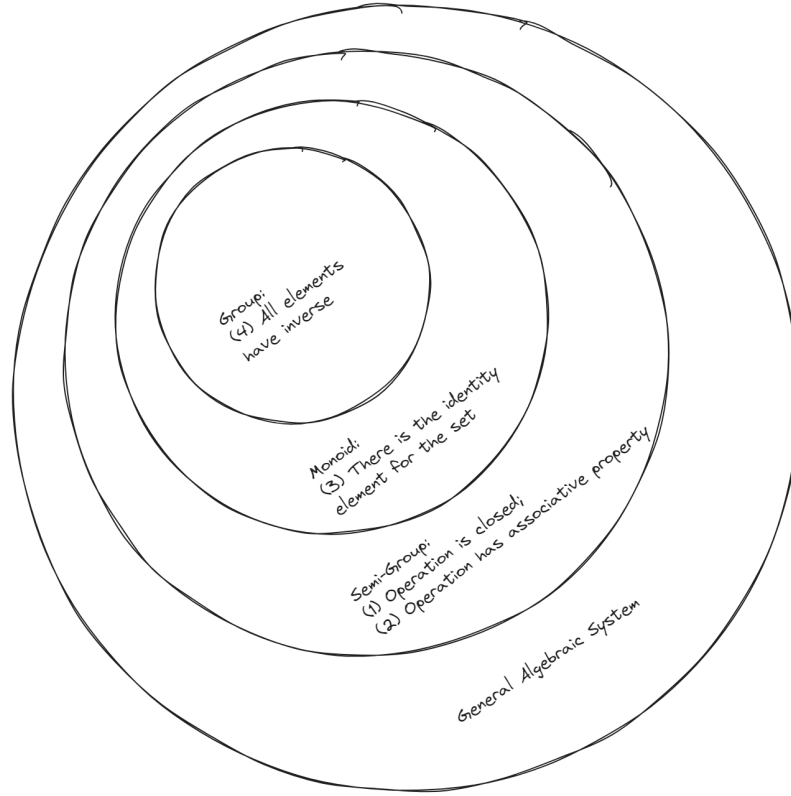 Group:
(4) All elements
have inverse
Monoid:
(3) There is the identity
element for the set
Semi-Group:
(1) Operation is closed;
(2) Operation has associative property
General Algebraic System